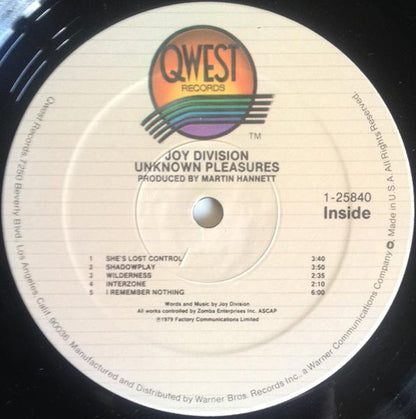 QWEST
RECORDS
TM
JOY DIVISION
UNKNOWN PLEASURES
PRODUCED BY MARTIN HANNETT
1-25840
Inside
1 SHE'S LOST CONTROL 3:40
2 SHADOWPLAY 3:50
3 WILDERNESS 2:35
4 INTERZONE 2:10
5 I REMEMBER NOTHING 6:00
Words and Music by Joy Division
All works controlled by Zomba Enterprises Inc. ASCAP
℗1979 Factory Communications Limited
Qwest Records, 7250 Beverly Blvd. Los Angeles Calif. 90036. Manufactured and Distributed by Warner Bros. Records Inc., a Warner Communications Company. Made in U.S.A. All Rights Reserved.